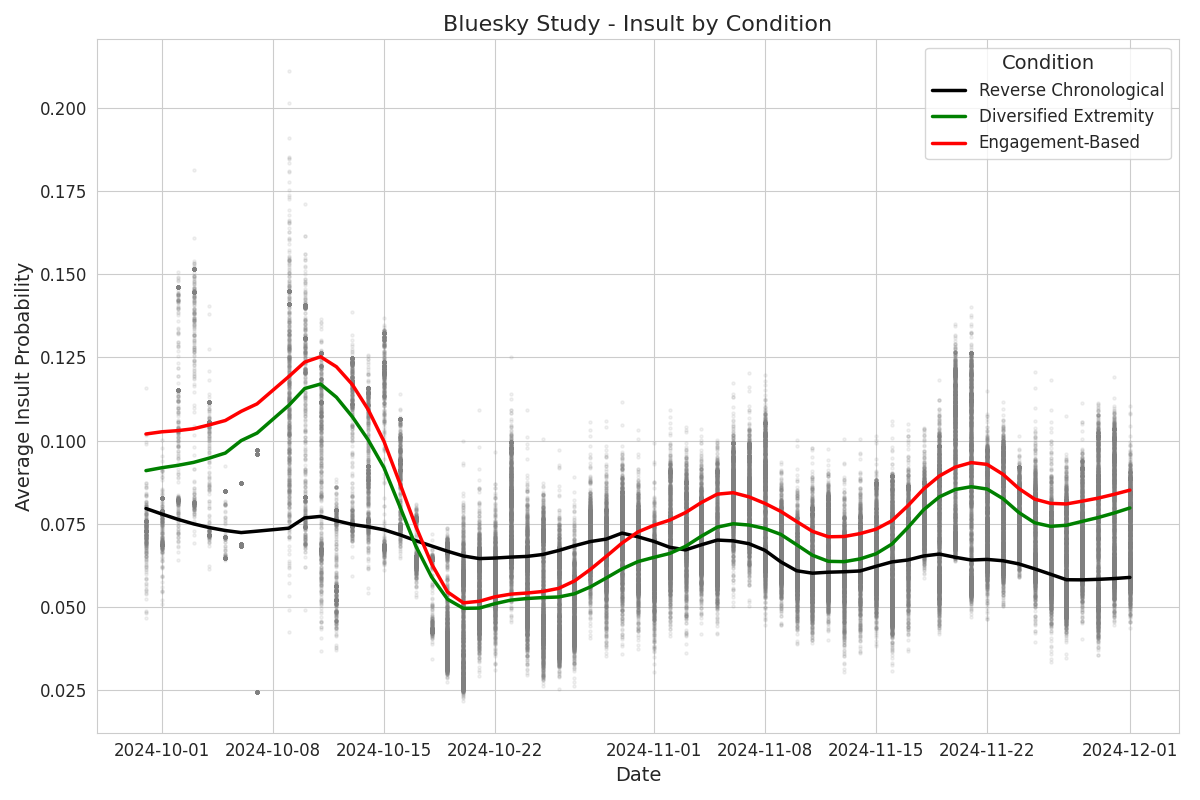 Bluesky Study - Insult by Condition
Condition
Reverse Chronological
Diversified Extremity
Engagement-Based
Average Insult Probability
0.200
0.175
0.150
0.125
0.100
0.075
0.050
0.025
2024-10-01 2024-10-08 2024-10-15 2024-10-22 2024-11-01 2024-11-08 2024-11-15 2024-11-22 2024-12-01
Date